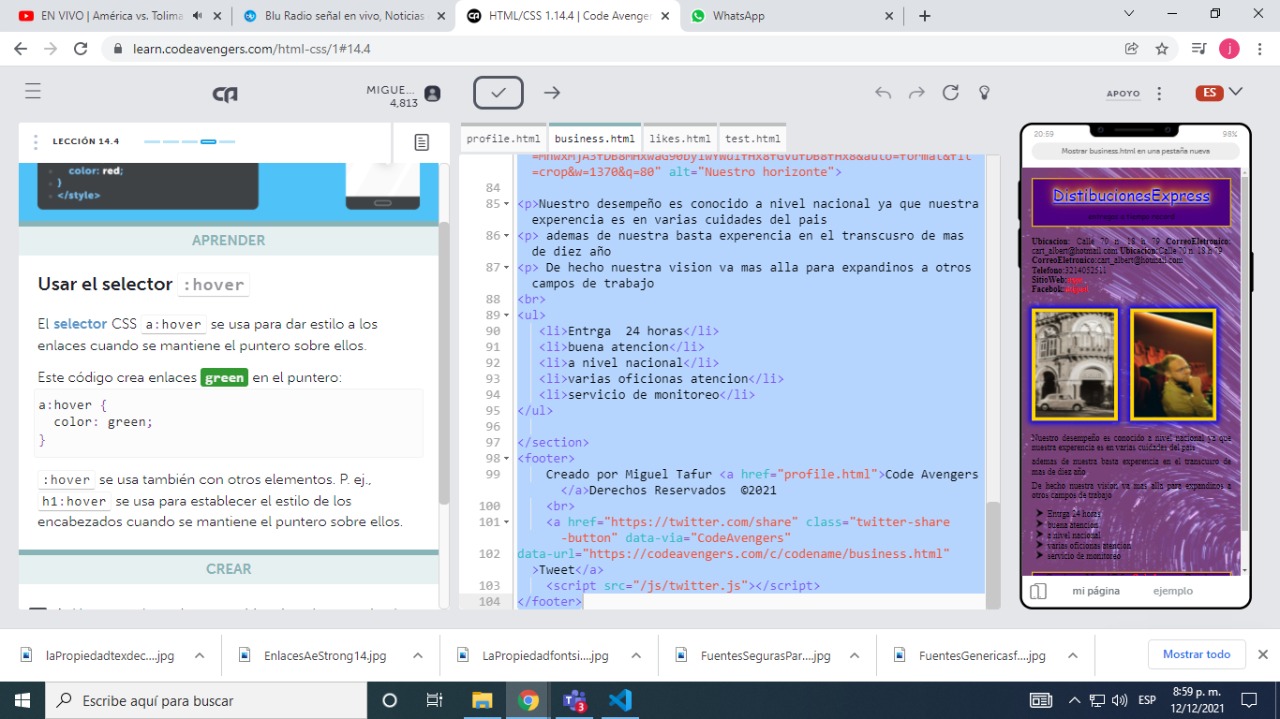 EN VIVO | América vs. Tolima
Blu Radio señal en vivo, Noticias
HTML/CSS 1.14.4 | Code Avenge
WhatsApp
learn.codeavengers.com/html-css/1#14.4
j
MIGUE...
4,813
APOYO
ES
LECCIÓN 14.4
color: red;
}
</style>
APRENDER
Usar el selector :hover
El selector CSS a:hover se usa para dar estilo a los
enlaces cuando se mantiene el puntero sobre ellos.
Este código crea enlaces green en el puntero:
a:hover {
color: green;
}
:hover se usa también con otros elementos. P. ej.,
h1:hover se usa para establecer el estilo de los
encabezados cuando se mantiene el puntero sobre ellos.
CREAR
profile.html business.html likes.html test.html
=crop&w=1370&q=80" alt="Nuestro horizonte">
84
85 <p>Nuestro desempeño es conocido a nivel nacional ya que nuestra
experencia es en varias cuidades del pais
86 <p> ademas de nuestra basta experencia en el transcusro de mas
de diez año
87 <p> De hecho nuestra vision va mas alla para expandinos a otros
campos de trabajo
88 <br>
89 <ul>
90 <li>Entrga  24 horas</li>
91 <li>buena atencion</li>
92 <li>a nivel nacional</li>
93 <li>varias oficionas atencion</li>
94 <li>servicio de monitoreo</li>
95 </ul>
96
97 </section>
98 <footer>
99 Creado por Miguel Tafur <a href="profile.html">Code Avengers
</a>Derechos Reservados  ©2021
100 <br>
101 <a href="https://twitter.com/share" class="twitter-share
-button" data-via="CodeAvengers"
102 data-url="https://codeavengers.com/c/codename/business.html"
>Tweet</a>
103 <script src="/js/twitter.js"></script>
104 </footer>
20:59 98%
Mostrar business.html en una pestaña nueva
DistibucionesExpress
entregas a tiempo record
Ubicacion: Calle 70 n. 18 h 79 CorreoEletronico:
cart_albert@hotmail.com Ubicacion:Calle 70 n. 18 h 79
CorreoEletronico:cart_albert@hotmail.com
Telefono:3214052511
SitioWeb:
Facebok:
Nuestro desempeño es conocido a nivel nacional ya que
nuestra experencia es en varias cuidades del pais
ademas de nuestra basta experencia en el transcusro de
mas de diez año
De hecho nuestra vision va mas alla para expandinos a
otros campos de trabajo
Entrga 24 horas
buena atencion
a nivel nacional
varias oficionas atencion
servicio de monitoreo
mi página ejemplo
laPropiedadtexdec....jpg
EnlacesAeStrong14.jpg
LaPropiedadfontsi....jpg
FuentesSegurasPar....jpg
FuentesGenericasf....jpg
Mostrar todo
Escribe aquí para buscar
3
ESP
8:59 p. m.
12/12/2021